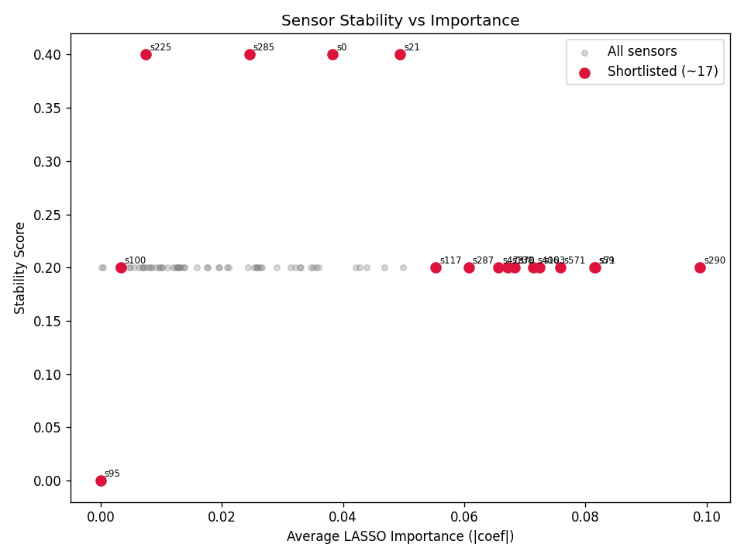 Sensor Stability vs Importance
All sensors
Shortlisted (~17)
s225
s285
s0
s21
s100
s117
s287
s571
s290
s95
0.40
0.35
0.30
0.25
0.20
0.15
0.10
0.05
0.00
Stability Score
0.00
0.02
0.04
0.06
0.08
0.10
Average LASSO Importance (|coef|)